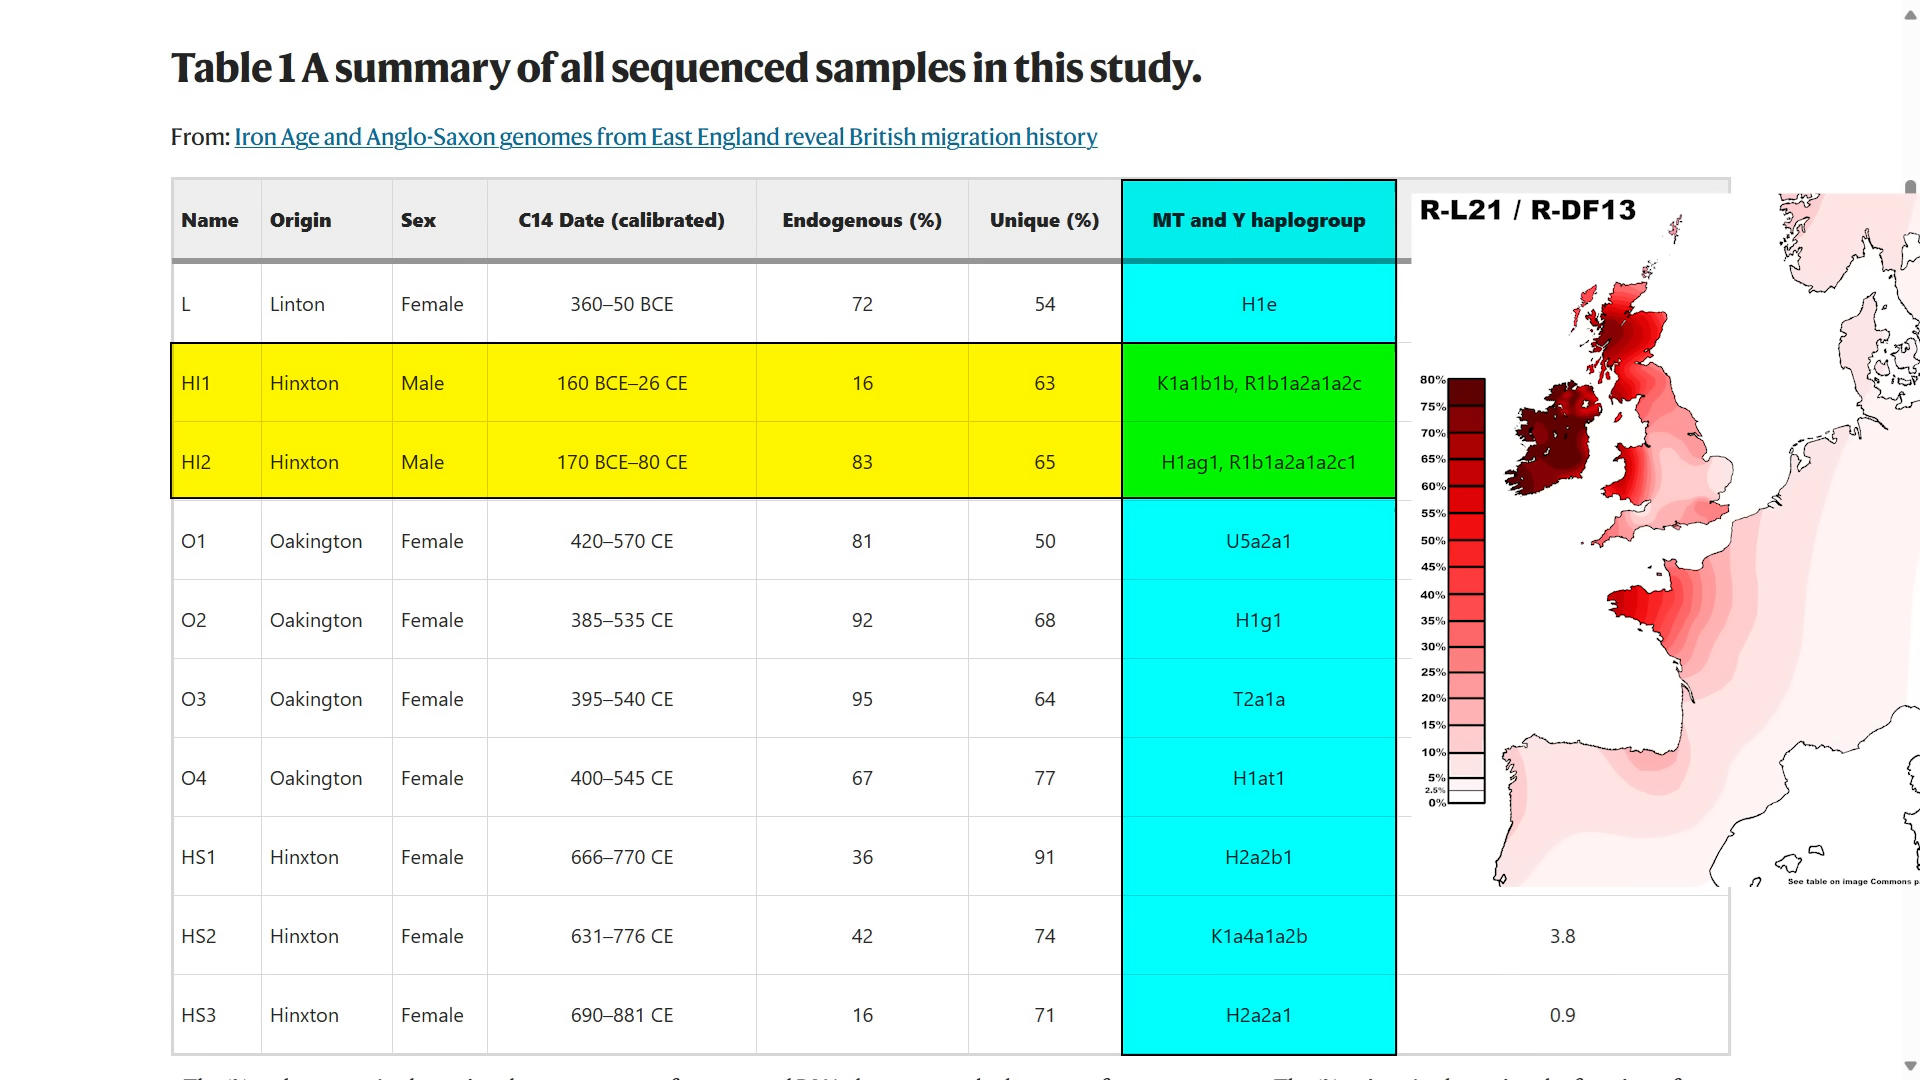 Table 1 A summary of all sequenced samples in this study.
From: Iron Age and Anglo-Saxon genomes from East England reveal British migration history
Name Origin Sex C14 Date (calibrated) Endogenous (%) Unique (%) MT and Y haplogroup
L Linton Female 360–50 BCE 72 54 H1e
HI1 Hinxton Male 160 BCE–26 CE 16 63 K1a1b1b, R1b1a2a1a2c
HI2 Hinxton Male 170 BCE–80 CE 83 65 H1ag1, R1b1a2a1a2c1
O1 Oakington Female 420–570 CE 81 50 U5a2a1
O2 Oakington Female 385–535 CE 92 68 H1g1
O3 Oakington Female 395–540 CE 95 64 T2a1a
O4 Oakington Female 400–545 CE 67 77 H1at1
HS1 Hinxton Female 666–770 CE 36 91 H2a2b1
HS2 Hinxton Female 631–776 CE 42 74 K1a4a1a2b 3.8
HS3 Hinxton Female 690–881 CE 16 71 H2a2a1 0.9
R-L21 / R-DF13
80%
75%
70%
65%
60%
55%
50%
45%
40%
35%
30%
25%
20%
15%
10%
5%
2.5%
0%
See table on image Commons p